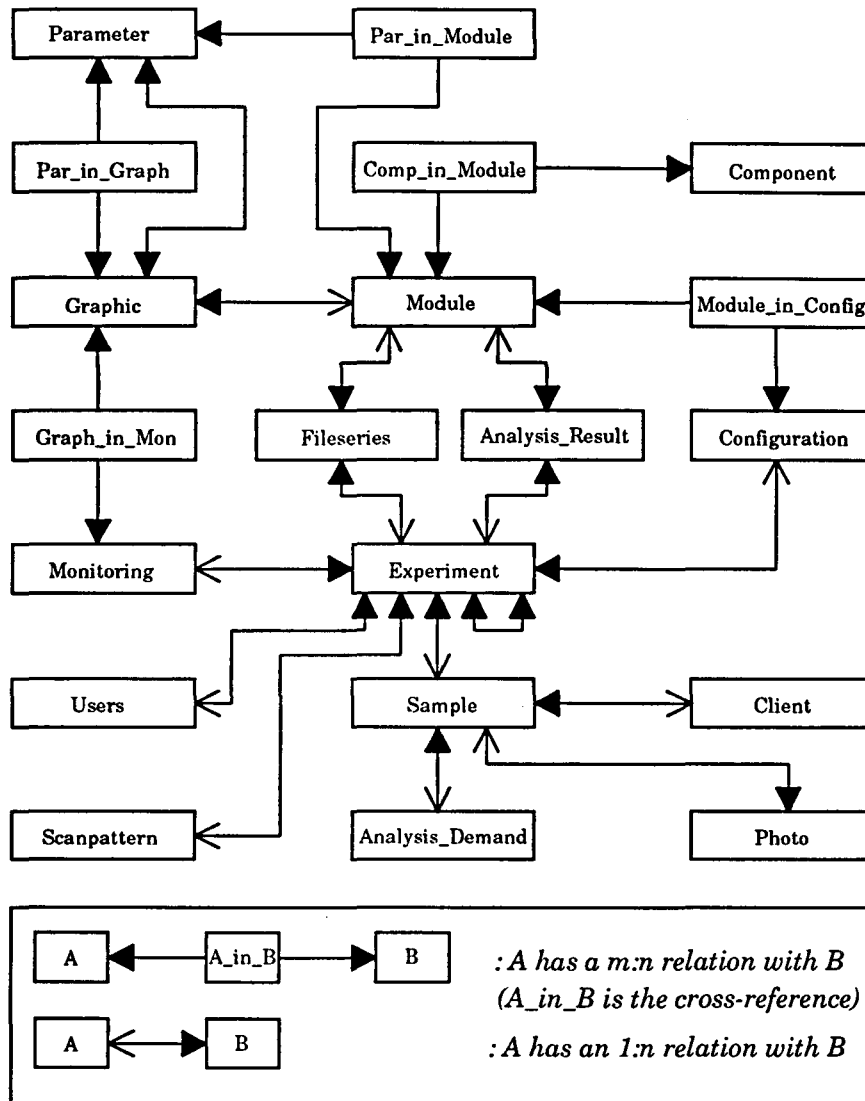 Parameter
Par_in_Module
Par_in_Graph
Comp_in_Module
Component
Graphic
Module
Module_in_Config
Graph_in_Mon
Fileseries
Analysis_Result
Configuration
Monitoring
Experiment
Users
Sample
Client
Scanpattern
Analysis_Demand
Photo
A
A_in_B
B
: A has a m:n relation with B
(A_in_B is the cross-reference)
A
B
: A has an 1:n relation with B